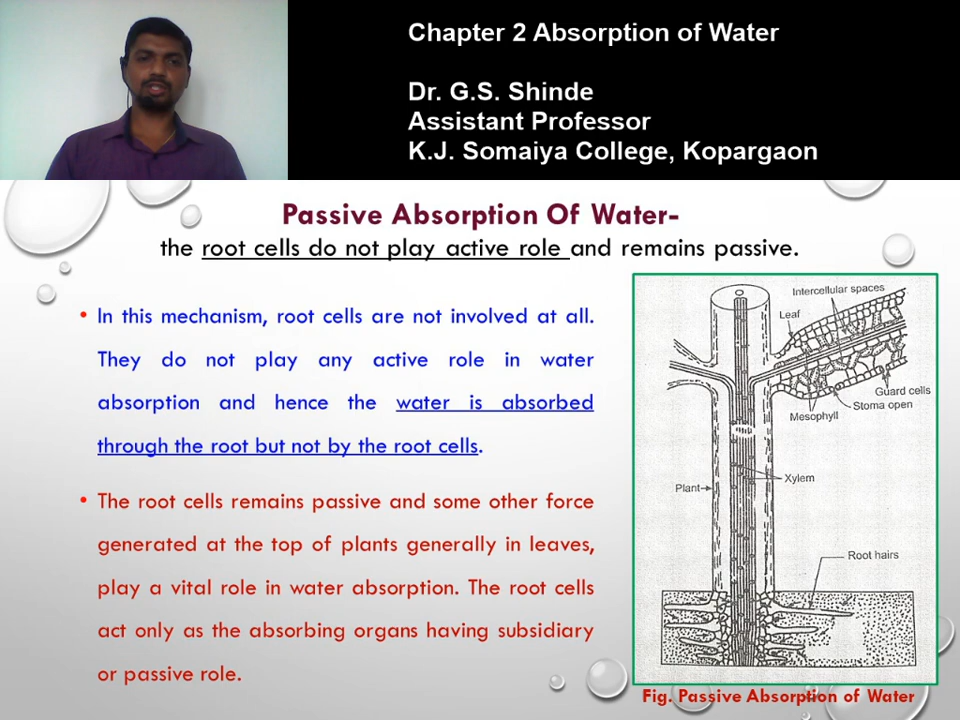 Chapter 2 Absorption of Water
Dr. G.S. Shinde
Assistant Professor
K.J. Somaiya College, Kopargaon
Passive Absorption Of Water-
the root cells do not play active role and remains passive.
• In this mechanism, root cells are not involved at all.
They do not play any active role in water
absorption and hence the water is absorbed
through the root but not by the root cells.
• The root cells remains passive and some other force
generated at the top of plants generally in leaves,
play a vital role in water absorption. The root cells
act only as the absorbing organs having subsidiary
or passive role.
Intercellular spaces
Leaf
Guard cells
Stoma open
Mesophyll
Xylem
Plant
Root hairs
Fig. Passive Absorption of Water